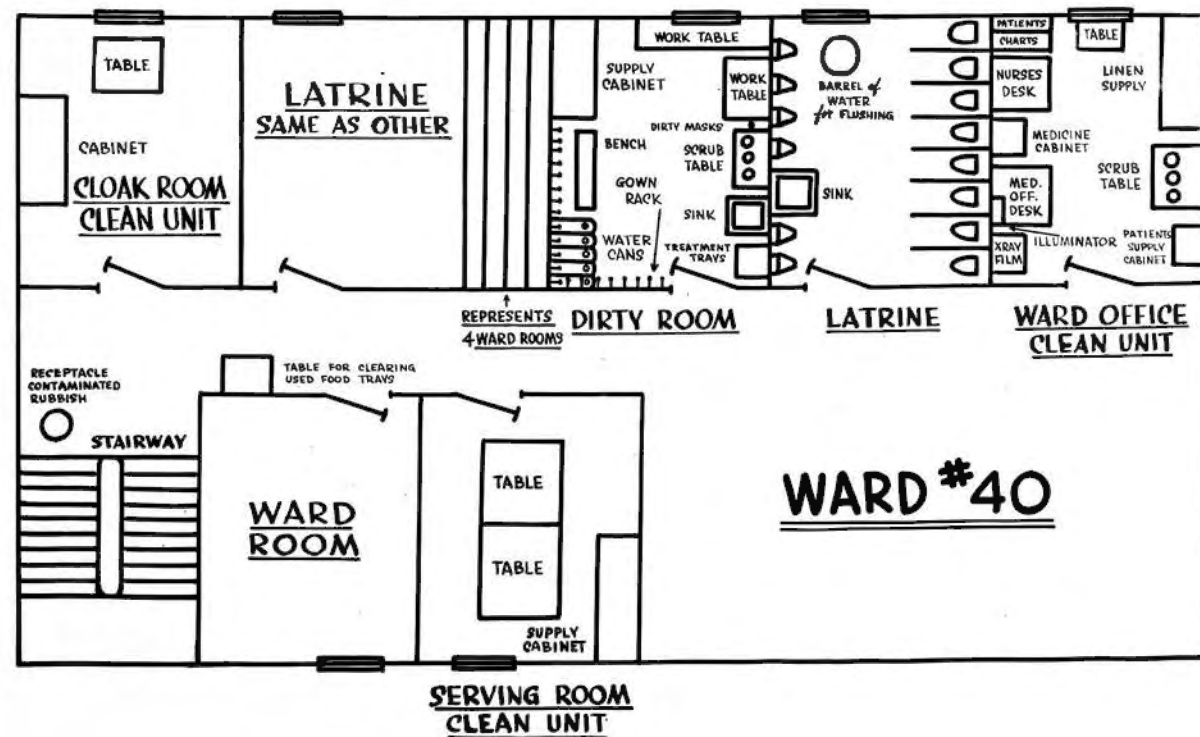 TABLE
CABINET
CLOAK ROOM
CLEAN UNIT
LATRINE
SAME AS OTHER
REPRESENTS
4 WARD ROOMS
WORK TABLE
SUPPLY
CABINET
WORK
TABLE
DIRTY MASKS
BENCH
SCRUB
TABLE
GOWN
RACK
SINK
WATER
CANS
TREATMENT
TRAYS
DIRTY ROOM
BARREL of
WATER
for FLUSHING
SINK
LATRINE
PATIENTS
CHARTS
TABLE
NURSES
DESK
LINEN
SUPPLY
MEDICINE
CABINET
SCRUB
TABLE
MED.
OFF.
DESK
ILLUMINATOR
PATIENTS
SUPPLY
CABINET
XRAY
FILM
WARD OFFICE
CLEAN UNIT
RECEPTACLE
CONTAMINATED
RUBBISH
STAIRWAY
TABLE FOR CLEARING
USED FOOD TRAYS
WARD
ROOM
TABLE
TABLE
SUPPLY
CABINET
SERVING ROOM
CLEAN UNIT
WARD #40